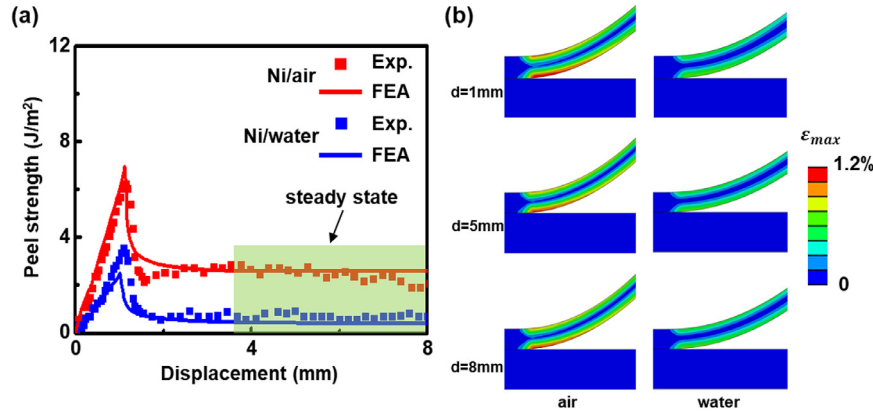 (a)
12
8
4
0
Peel strength (J/m²)
0
4
8
Displacement (mm)
Ni/air
Exp.
FEA
Ni/water
Exp.
FEA
steady state
(b)
d=1mm
d=5mm
d=8mm
air
water
εmax
1.2%
0